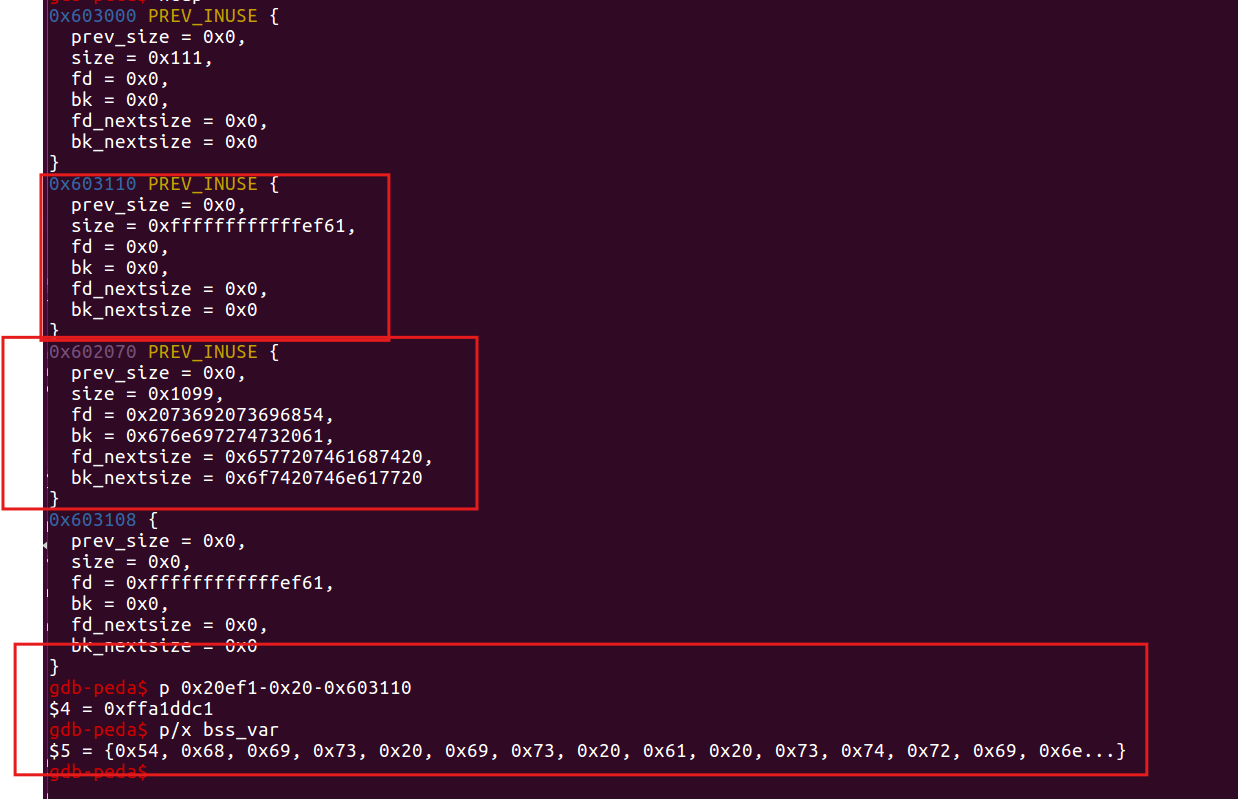 0x603000 PREV_INUSE {
prev_size = 0x0,
size = 0x111,
fd = 0x0,
bk = 0x0,
fd_nextsize = 0x0,
bk_nextsize = 0x0
}
0x603110 PREV_INUSE {
prev_size = 0x0,
size = 0xffffffffffffef61,
fd = 0x0,
bk = 0x0,
fd_nextsize = 0x0,
bk_nextsize = 0x0
}
0x602070 PREV_INUSE {
prev_size = 0x0,
size = 0x1099,
fd = 0x2073692073696854,
bk = 0x676e697274732061,
fd_nextsize = 0x6577207461687420,
bk_nextsize = 0x6f7420746e617720
}
0x603108 {
prev_size = 0x0,
size = 0x0,
fd = 0xffffffffffffef61,
bk = 0x0,
fd_nextsize = 0x0,
bk_nextsize = 0x0
}
gdb-peda$ p 0x20ef1-0x20-0x603110
$4 = 0xffa1ddc1
gdb-peda$ p/x bss_var
$5 = {0x54, 0x68, 0x69, 0x73, 0x20, 0x69, 0x73, 0x20, 0x61, 0x20, 0x73, 0x74, 0x72, 0x69, 0x6e...}
gdb-peda$